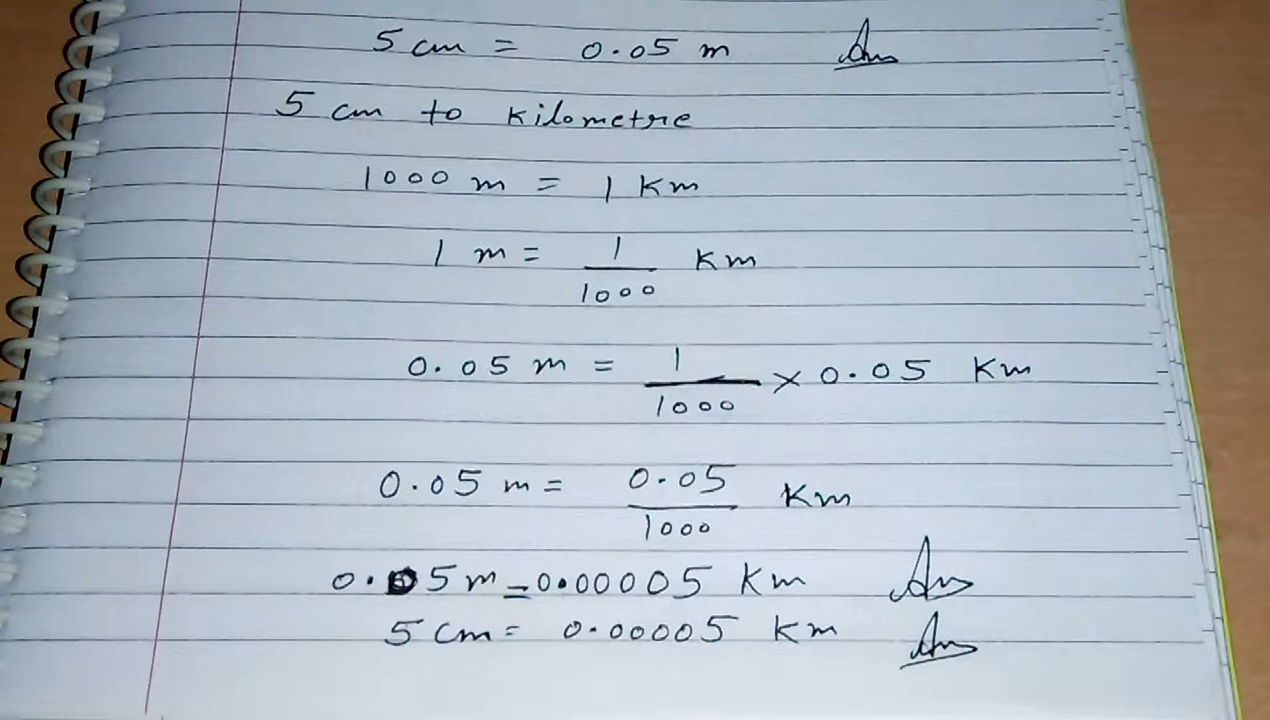 5 cm = 0.05 m Ans
5 cm to kilometre
1000 m = 1 Km
1 m = 1/1000 Km
0.05 m = 1/1000 × 0.05 Km
0.05 m = 0.05/1000 Km
0.05 m = 0.00005 Km Ans
5 cm = 0.00005 Km Ans